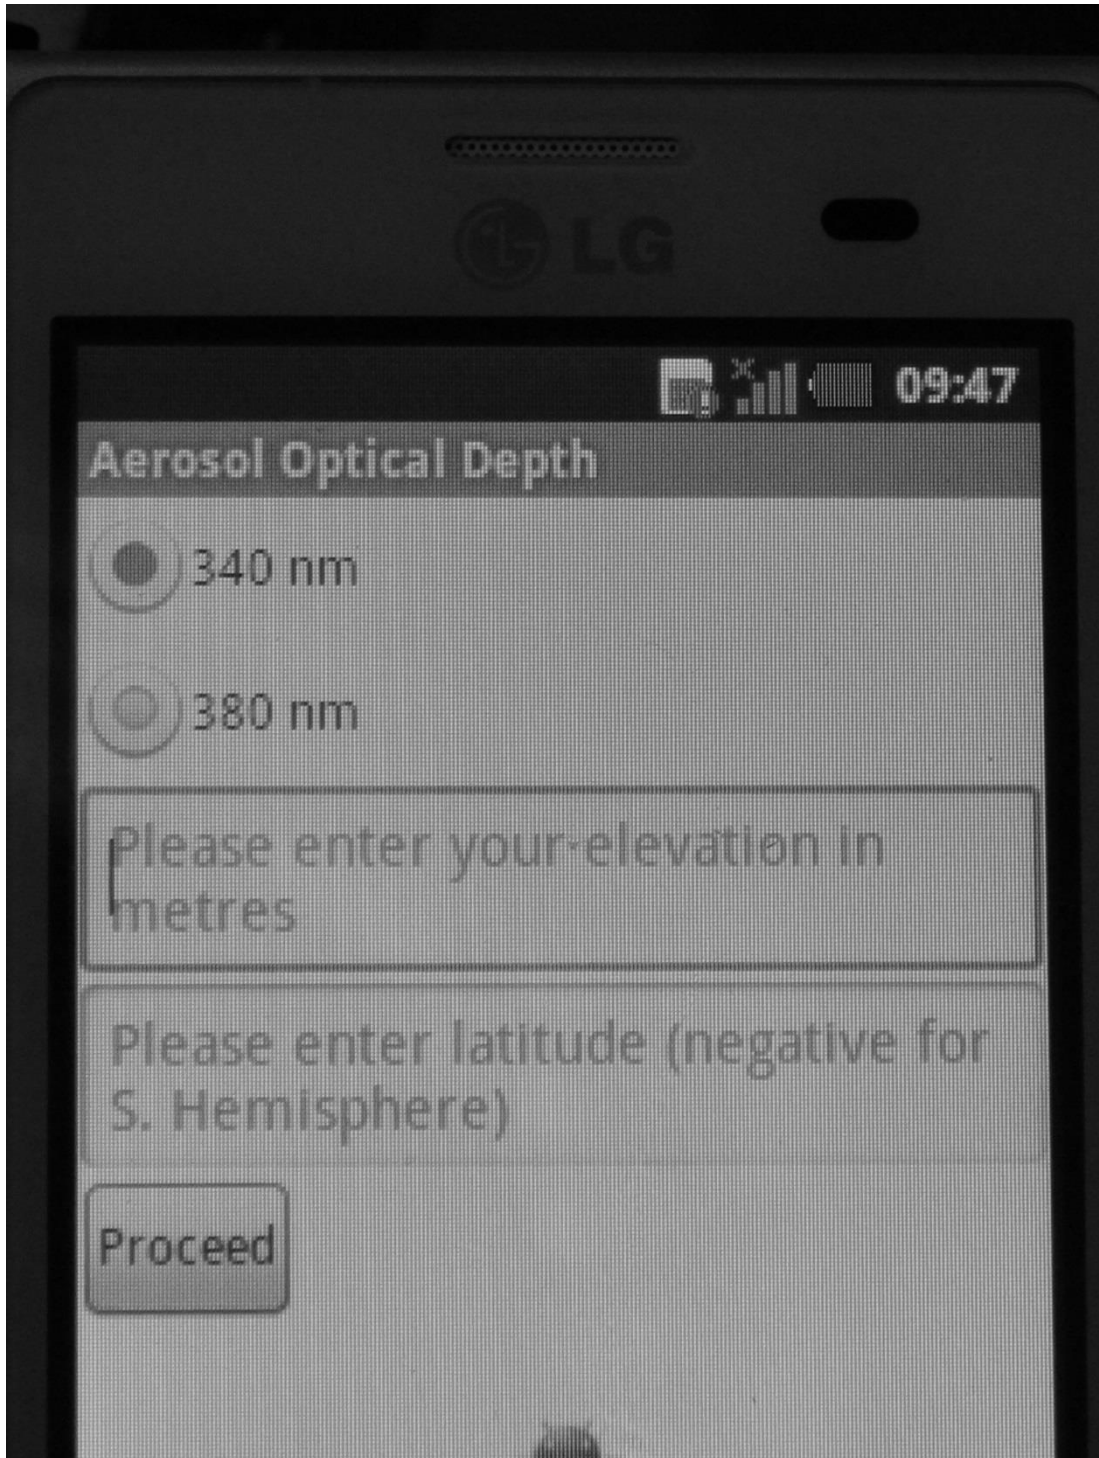 LG
09:47
Aerosol Optical Depth
340 nm
380 nm
Please enter your elevation in
metres
Please enter latitude (negative for
S. Hemisphere)
Proceed